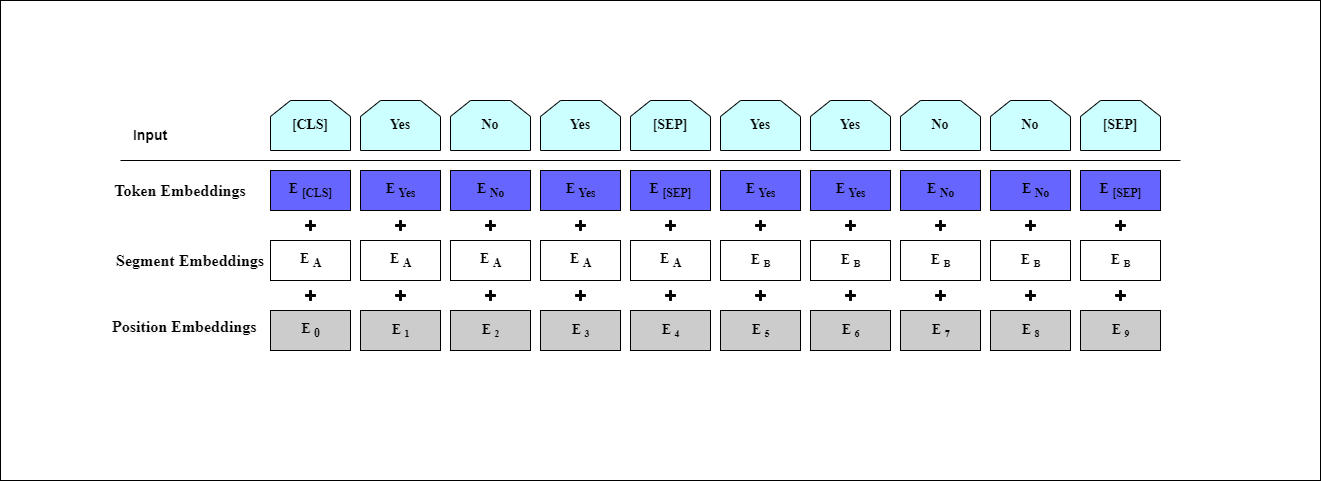 Input [CLS] Yes No Yes [SEP] Yes Yes No No [SEP]
Token Embeddings E [CLS] E Yes E No E Yes E [SEP] E Yes E Yes E No E No E [SEP]
+ + + + + + + + + +
Segment Embeddings E A E A E A E A E A E B E B E B E B E B
+ + + + + + + + + +
Position Embeddings E 0 E 1 E 2 E 3 E 4 E 5 E 6 E 7 E 8 E 9